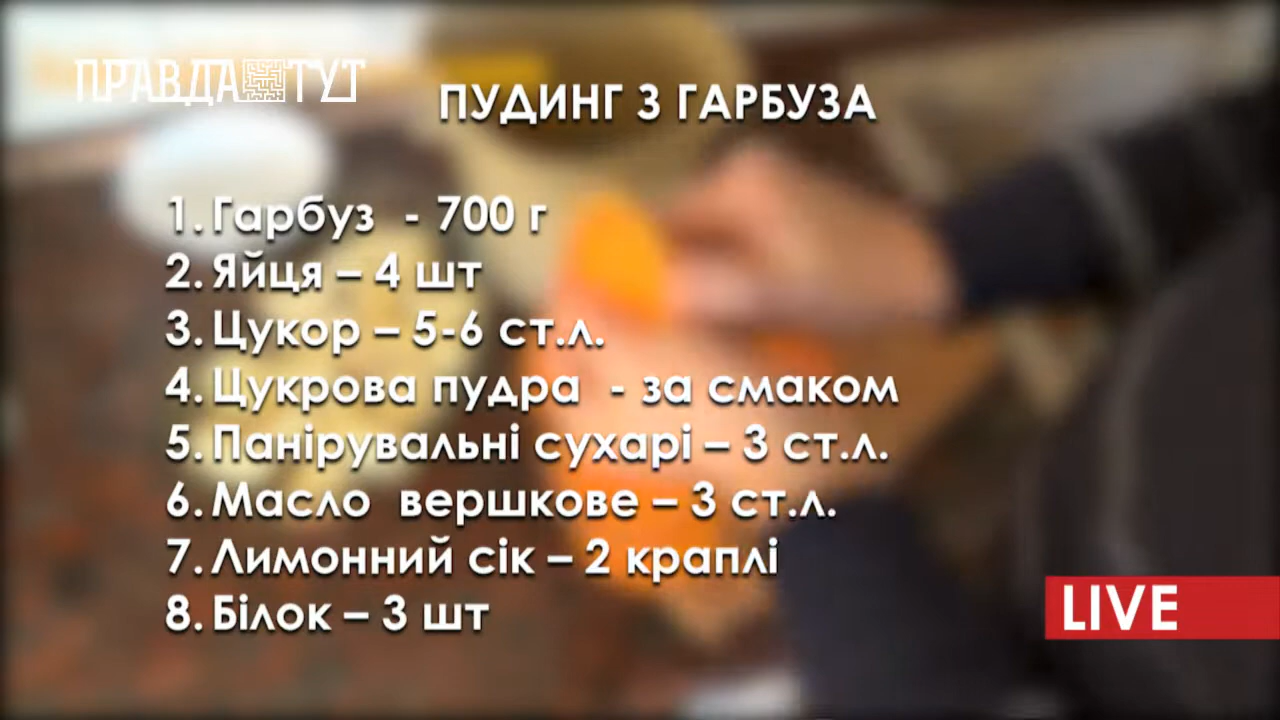 ПРАВДА ТУТ
ПУДИНГ З ГАРБУЗА
1. Гарбуз - 700 г
2. Яйця – 4 шт
3. Цукор – 5-6 ст.л.
4. Цукрова пудра - за смаком
5. Панірувальні сухарі – 3 ст.л.
6. Масло вершкове – 3 ст.л.
7. Лимонний сік – 2 краплі
8. Білок – 3 шт
LIVE